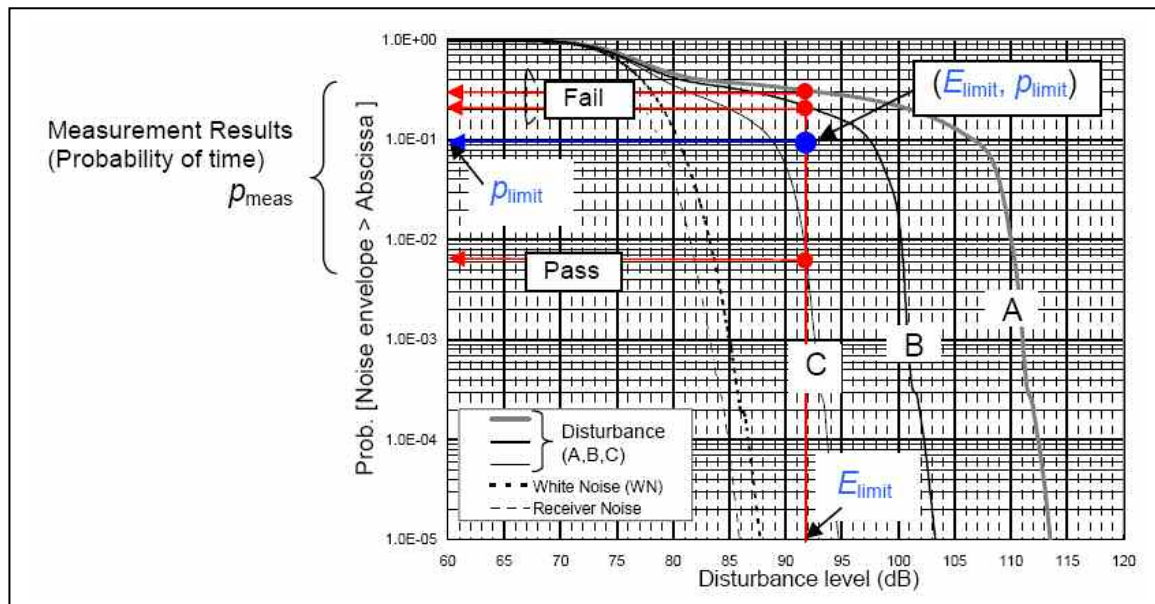 Measurement Results
(Probability of time)
pmeas
Prob. [Noise envelope > Abscissa ]
1.0E+00
1.0E-01
1.0E-02
1.0E-03
1.0E-04
1.0E-05
Fail
(Elimit, plimit)
plimit
Pass
A
B
C
Disturbance
(A,B,C)
White Noise (WN)
Receiver Noise
Elimit
60 65 70 75 80 85 90 95 100 105 110 115 120
Disturbance level (dB)